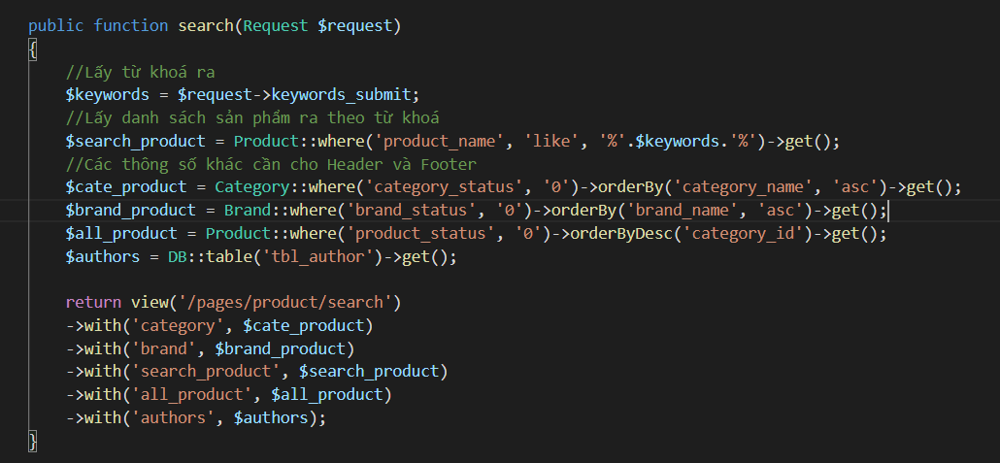 public function search(Request $request)
{
//Lấy từ khoá ra
$keywords = $request->keywords_submit;
//Lấy danh sách sản phẩm ra theo từ khoá
$search_product = Product::where('product_name', 'like', '%'.$keywords.'%')->get();
//Các thông số khác cần cho Header và Footer
$cate_product = Category::where('category_status', '0')->orderBy('category_name', 'asc')->get();
$brand_product = Brand::where('brand_status', '0')->orderBy('brand_name', 'asc')->get();
$all_product = Product::where('product_status', '0')->orderByDesc('category_id')->get();
$authors = DB::table('tbl_author')->get();
return view('/pages/product/search')
->with('category', $cate_product)
->with('brand', $brand_product)
->with('search_product', $search_product)
->with('all_product', $all_product)
->with('authors', $authors);
}